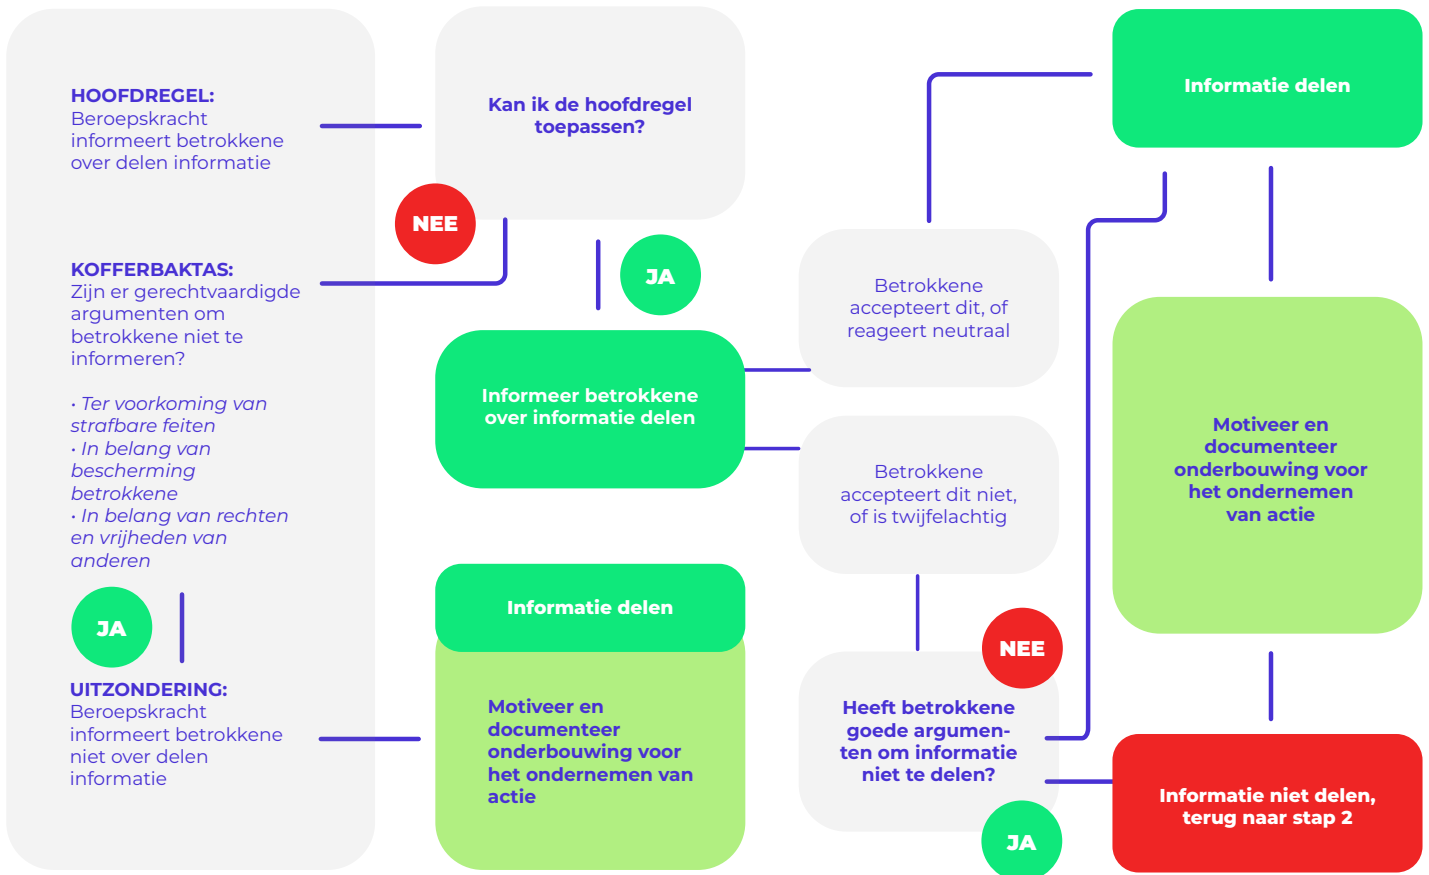 HOOFDREGEL:
Beroepskracht
informeert betrokkene
over delen informatie
KOFFERBAKTAS:
Zijn er gerechtvaardigde
argumenten om
betrokkene niet te
informeren?
• Ter voorkoming van
strafbare feiten
• In belang van
bescherming
betrokkene
• In belang van rechten
en vrijheden van
anderen
JA
UITZONDERING:
Beroepskracht
informeert betrokkene
niet over delen
informatie
Kan ik de hoofdregel
toepassen?
NEE
JA
Informeer betrokkene
over informatie delen
Informatie delen
Motiveer en
documenteer
onderbouwing voor
het ondernemen van
actie
Betrokkene
accepteert dit, of
reageert neutraal
Betrokkene
accepteert dit niet,
of is twijfelachtig
NEE
Heeft betrokkene
goede argumen-
ten om informatie
niet te delen?
JA
Informatie delen
Motiveer en
documenteer
onderbouwing voor
het ondernemen
van actie
Informatie niet delen,
terug naar stap 2